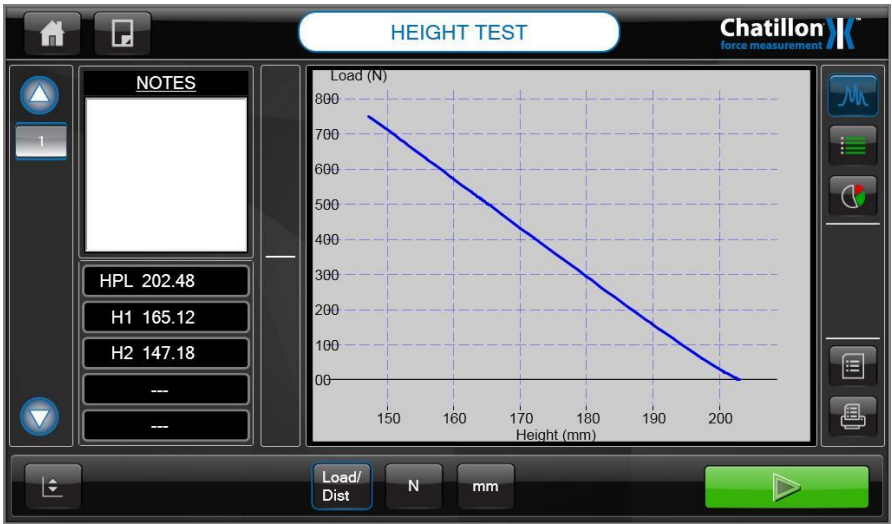 HEIGHT TEST
Chatillon
force measurement™
1
NOTES
HPL 202.48
H1 165.12
H2 147.18
---
---
Load (N)
800
700
600
500
400
300
200
100
00
150 160 170 180 190 200
Height (mm)
Load/
Dist
N
mm